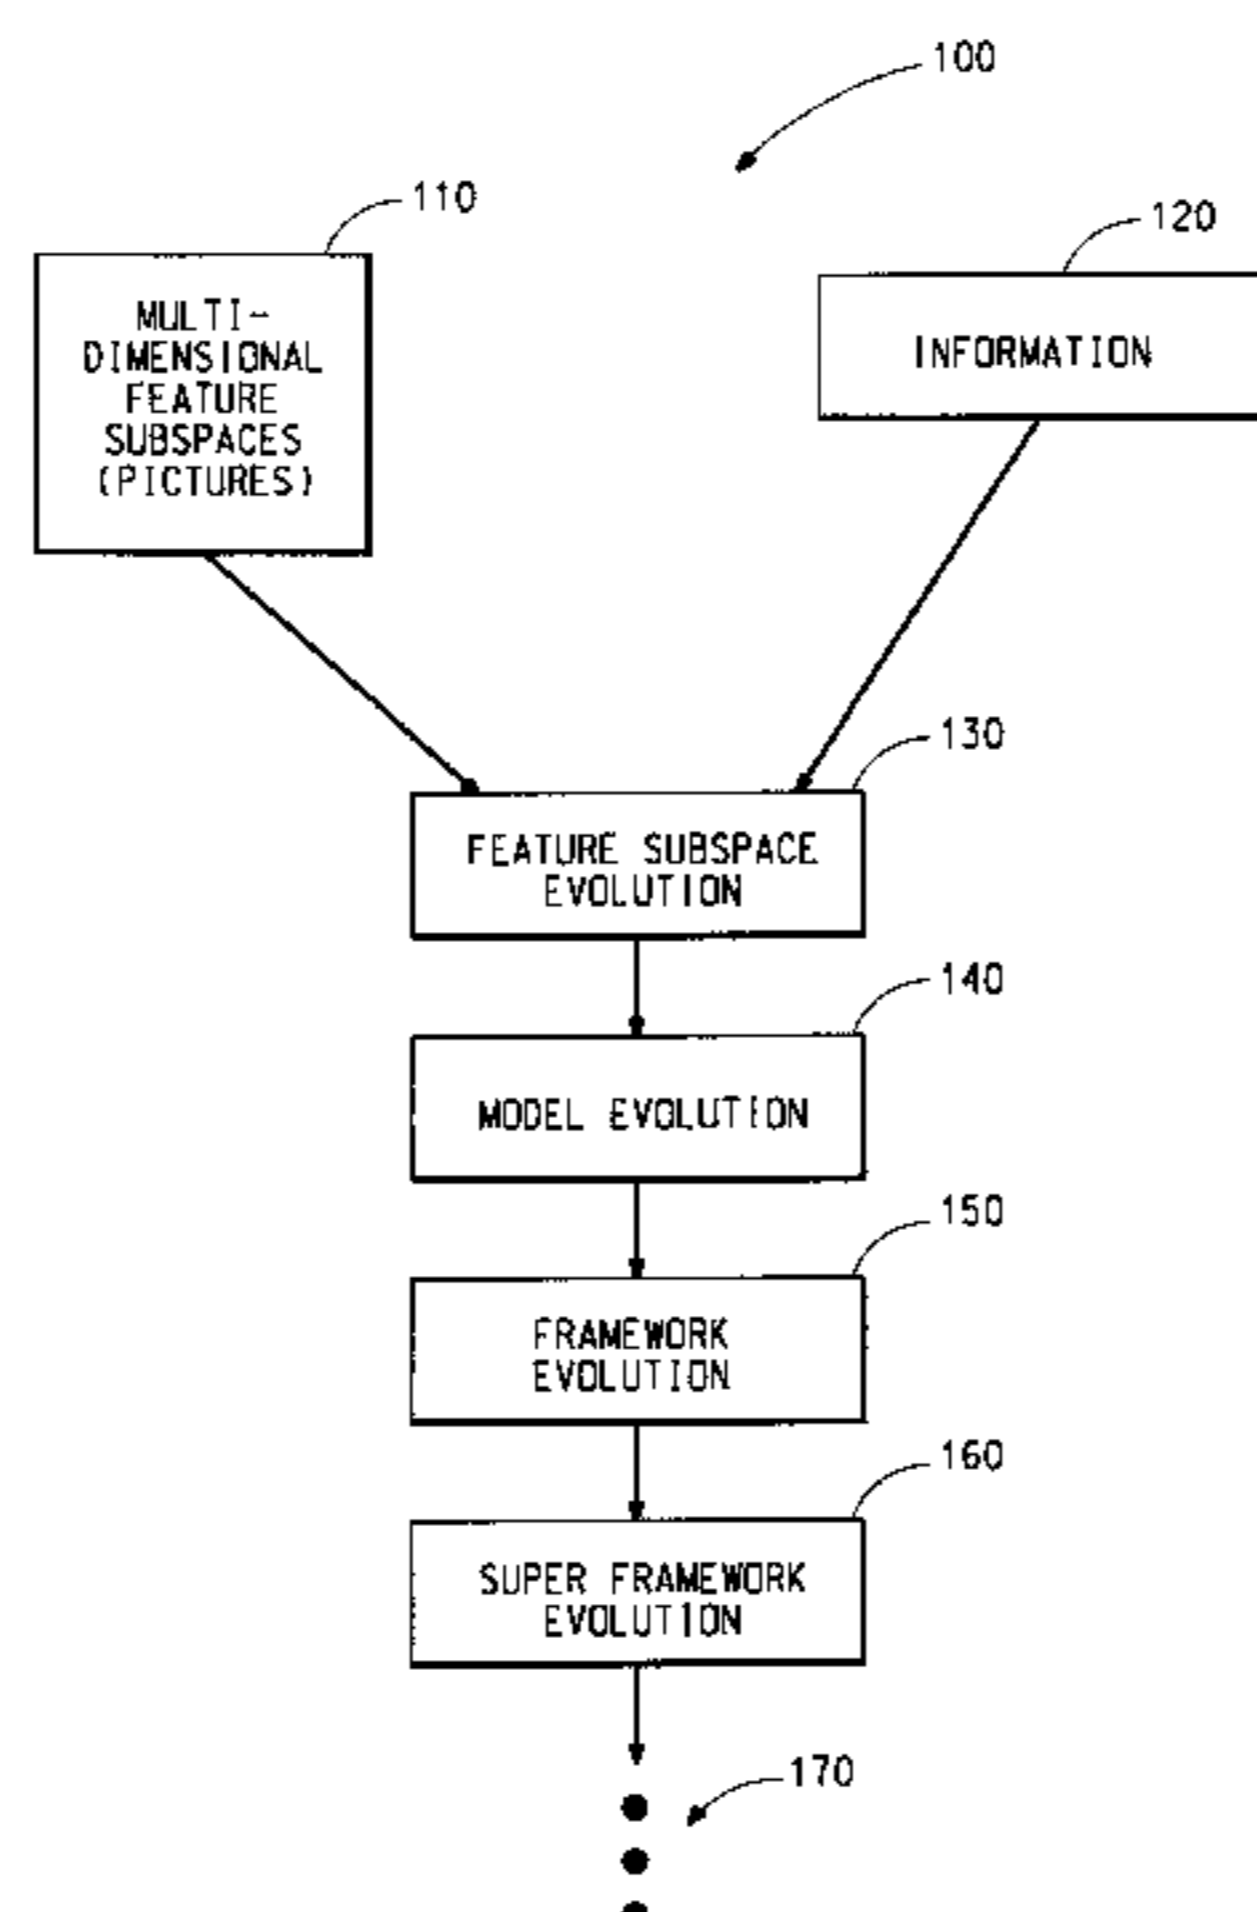 100
110
120
MULTI-
DIMENSIONAL
FEATURE
SUBSPACES
(PICTURES)
INFORMATION
130
FEATURE SUBSPACE
EVOLUTION
140
MODEL EVOLUTION
150
FRAMEWORK
EVOLUTION
160
SUPER FRAMEWORK
EVOLUTION
170